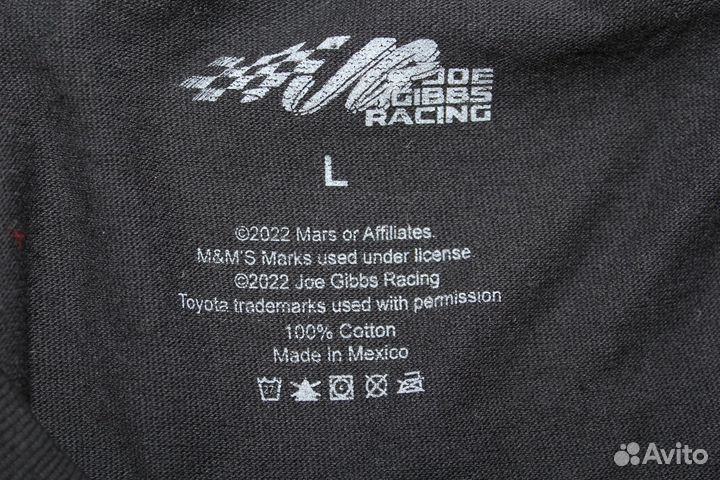 JOE
GIBBS
RACING
L
©2022 Mars or Affiliates.
M&M'S Marks used under license
©2022 Joe Gibbs Racing
Toyota trademarks used with permission
100% Cotton
Made In Mexico
27
Avito